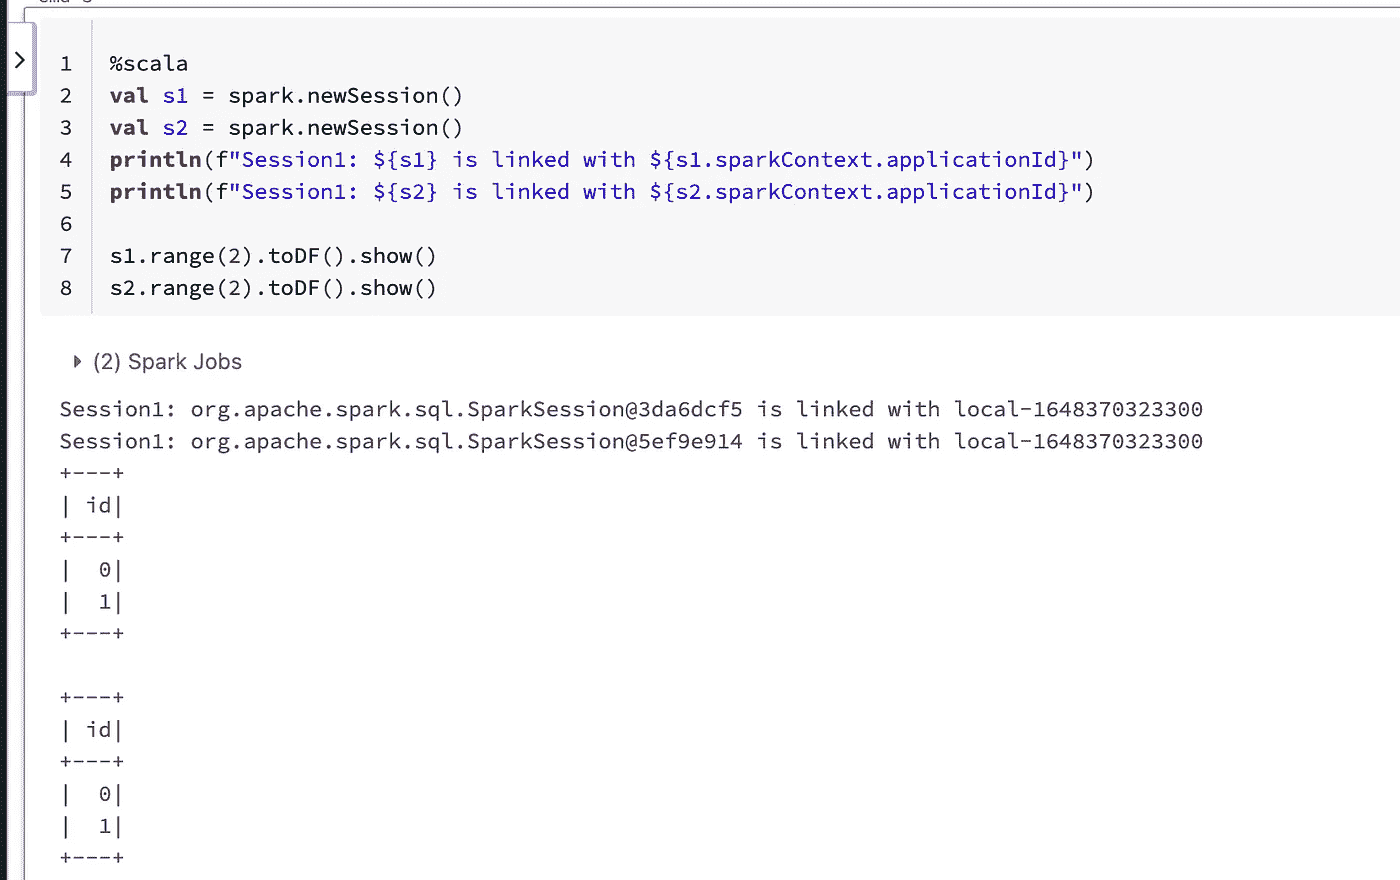 1 %scala
2 val s1 = spark.newSession()
3 val s2 = spark.newSession()
4 println(f"Session1: ${s1} is linked with ${s1.sparkContext.applicationId}")
5 println(f"Session1: ${s2} is linked with ${s2.sparkContext.applicationId}")
6
7 s1.range(2).toDF().show()
8 s2.range(2).toDF().show()
(2) Spark Jobs
Session1: org.apache.spark.sql.SparkSession@3da6dcf5 is linked with local-1648370323300
Session1: org.apache.spark.sql.SparkSession@5ef9e914 is linked with local-1648370323300
+---+
| id|
+---+
|  0|
|  1|
+---+

+---+
| id|
+---+
|  0|
|  1|
+---+